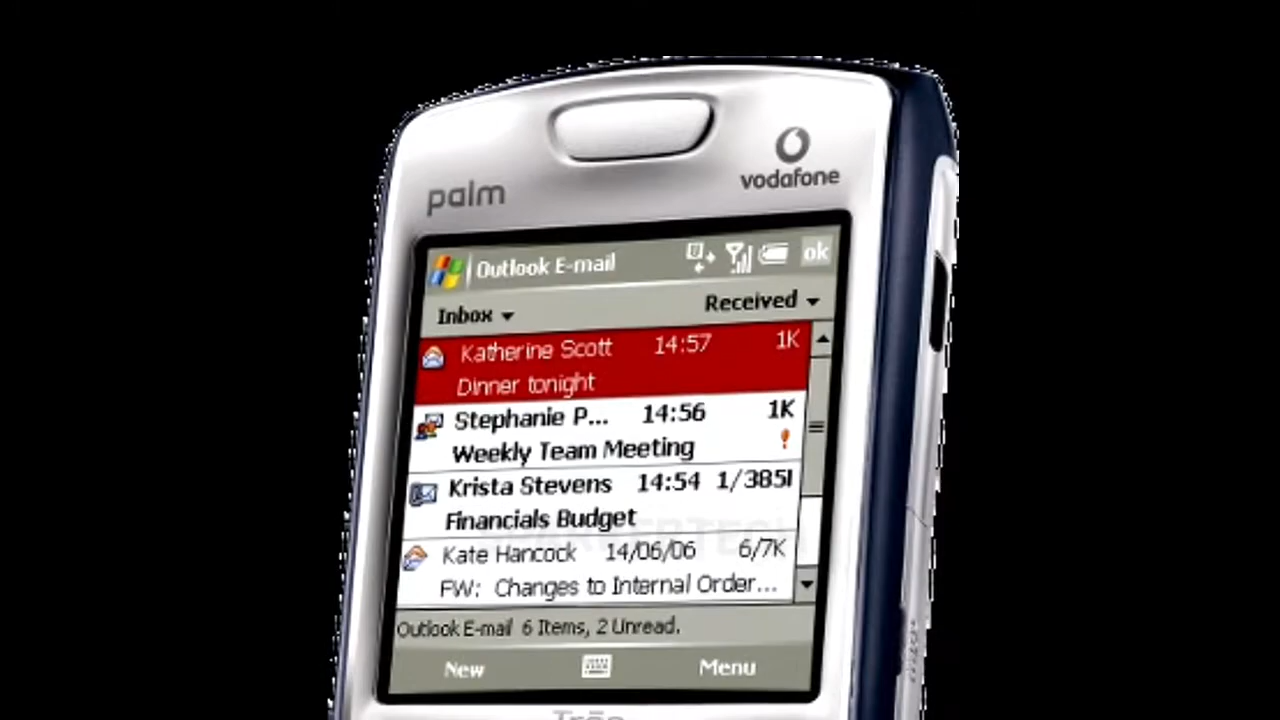 palm
vodafone
Outlook E-mail ok
Inbox Received
Katherine Scott 14:57 1K
Dinner tonight
Stephanie P... 14:56 1K
Weekly Team Meeting
Krista Stevens 14:54 1/385
Financials Budget
Kate Hancock 14/06/06 6/7K
FW: Changes to Internal Order...
Outlook E-mail 6 Items, 2 Unread.
New Menu